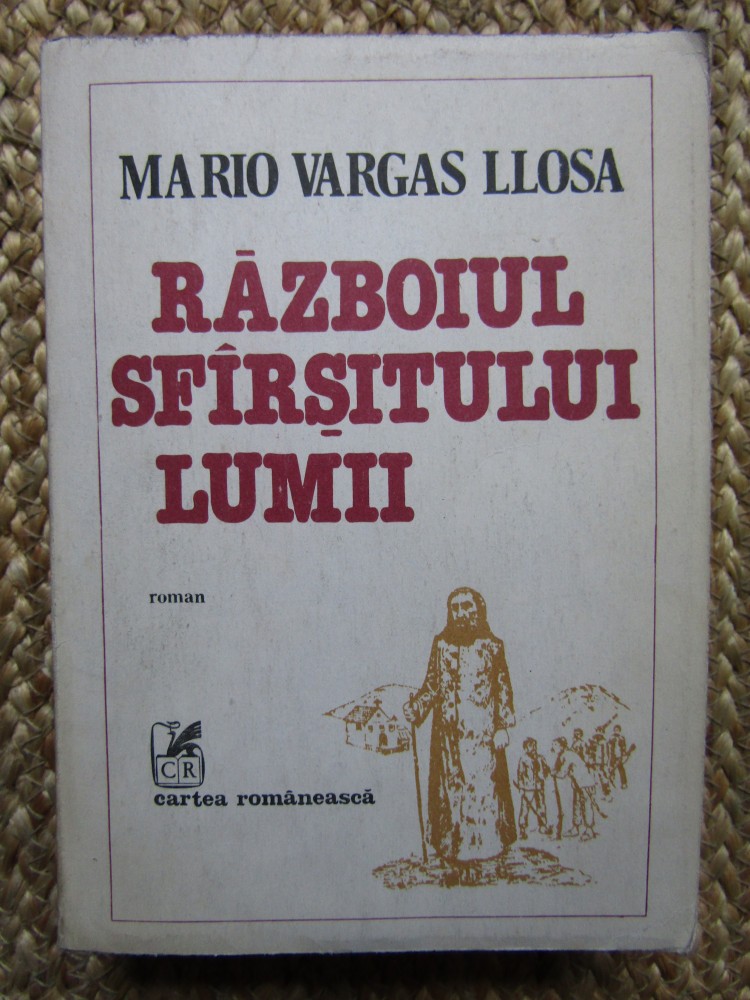 MARIO VARGAS LLOSA
RĂZBOIUL
SFÎRȘITULUI
LUMII
roman
CR
cartea românească